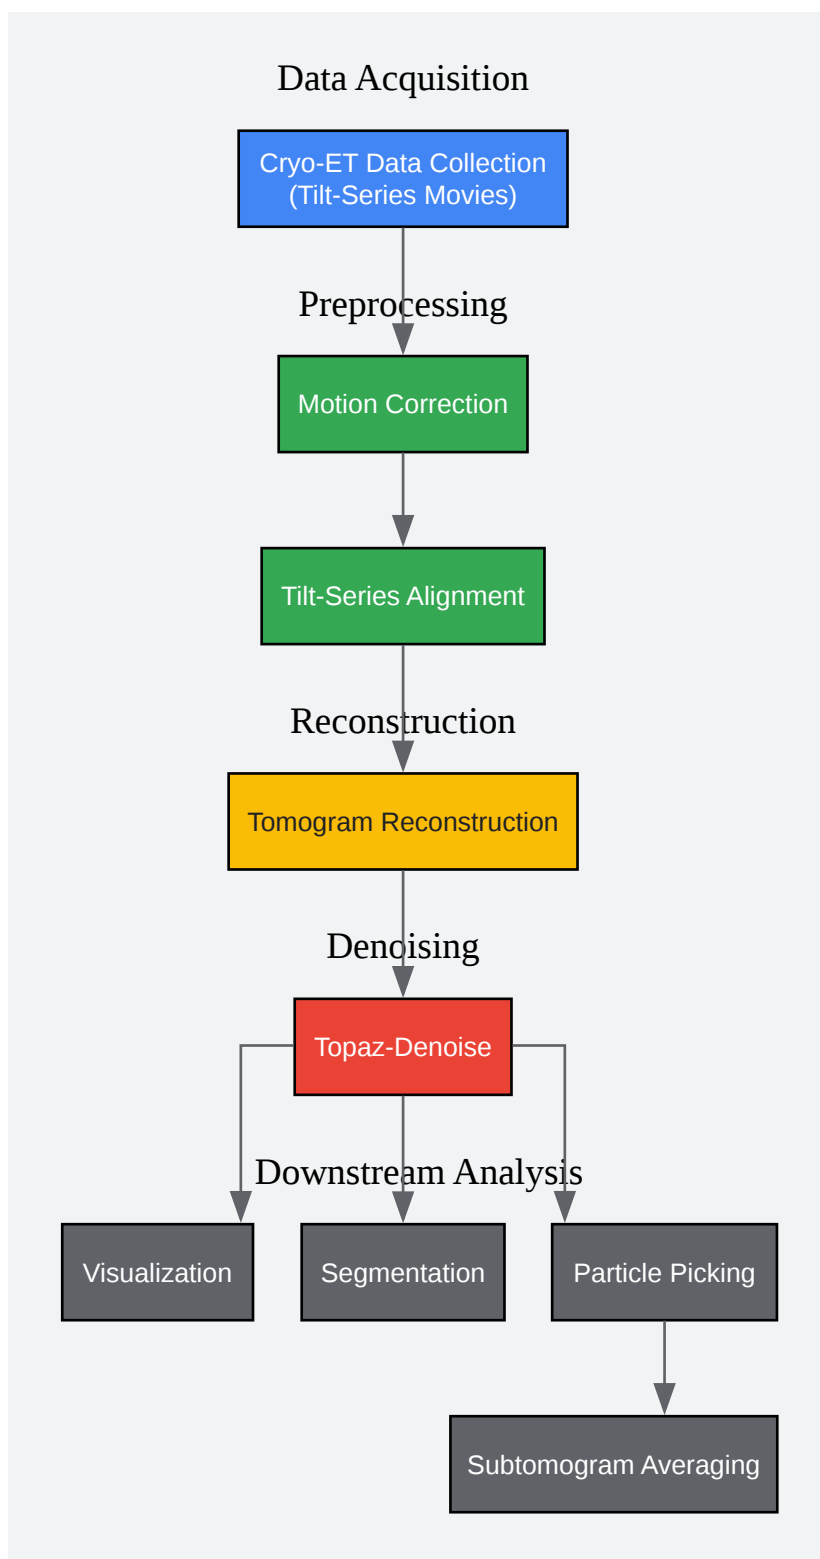 Data Acquisition
Cryo-ET Data Collection
(Tilt-Series Movies)
Preprocessing
Motion Correction
Tilt-Series Alignment
Reconstruction
Tomogram Reconstruction
Denoising
Topaz-Denoise
Downstream Analysis
Visualization
Segmentation
Particle Picking
Subtomogram Averaging